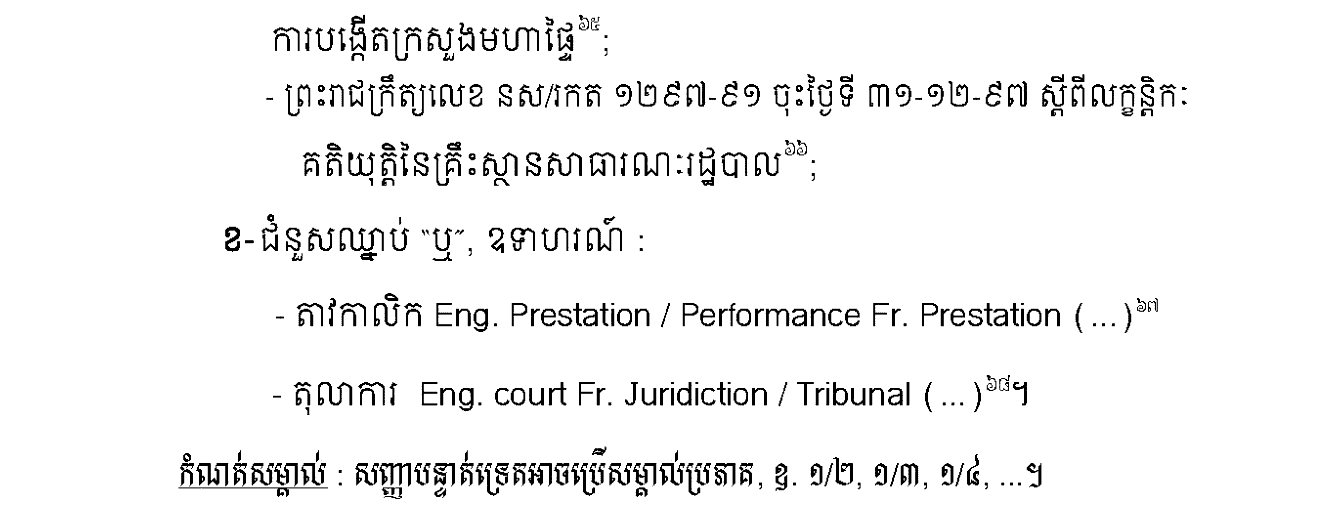 ការបង្កើតក្រសួងមហាផ្ទៃ៦៥;
- ព្រះរាជក្រឹត្យលេខ នស/រកត ១២៩៧-៩១ ចុះថ្ងៃទី ៣១-១២-៩៧ ស្តីពីលក្ខន្តិកៈ
គតិយុត្តិនៃគ្រឹះស្ថានសាធារណៈរដ្ឋបាល៦៦;
ខ- ជំនួសឈ្នាប់ “ឬ”, ឧទាហរណ៍ :
- តាវកាលិក Eng. Prestation / Performance Fr. Prestation (...)៦៧
- តុលាការ Eng. court Fr. Juridiction / Tribunal (...)៦៨។
កំណត់សម្គាល់ : សញ្ញាបន្ទាត់ទ្រេតអាចប្រើសម្គាល់ប្រភាគ, ឧ. ១/២, ១/៣, ១/៤, ...។